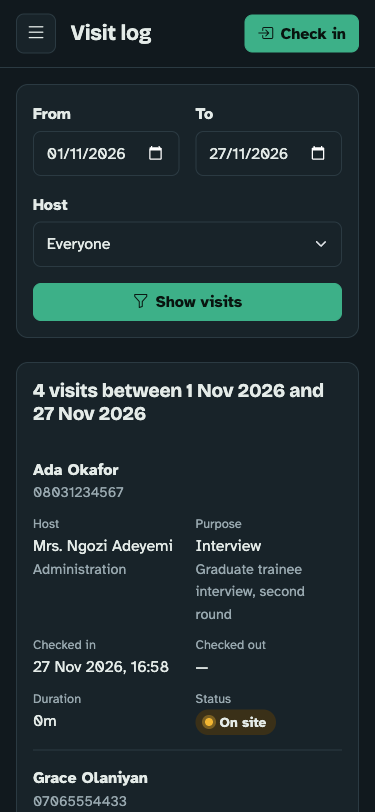 Visit log
Check in
From
To
01/11/2026
27/11/2026
Host
Everyone
Show visits
4 visits between 1 Nov 2026 and
27 Nov 2026
Ada Okafor
08031234567
Host
Purpose
Mrs. Ngozi Adeyemi
Interview
Administration
Graduate trainee
interview, second
round
Checked in
Checked out
27 Nov 2026, 16:58
—
Duration
Status
0m
On site
Grace Olaniyan
07065554433